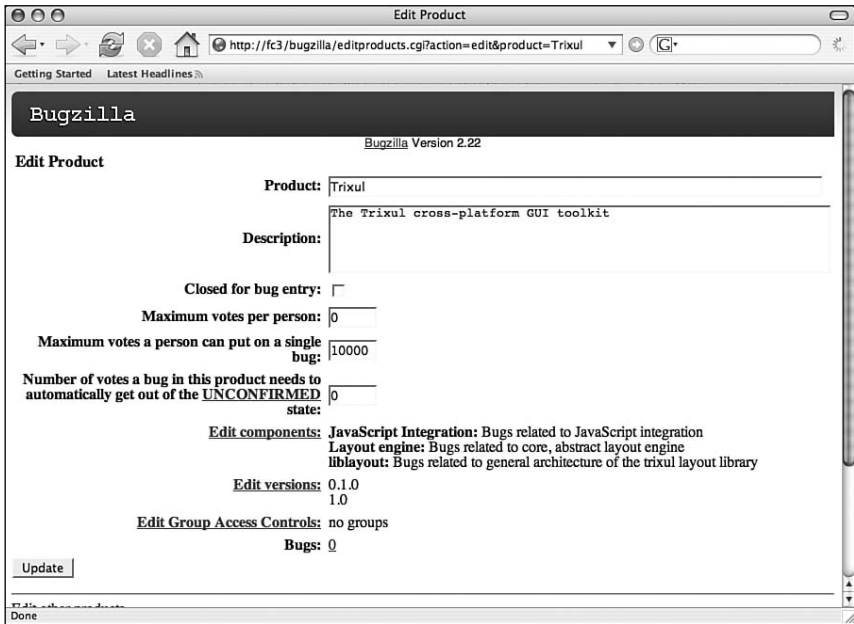 Edit Product
http://fc3/bugzilla/editproducts.cgi?action=edit&product=Trixul
G
Getting Started Latest Headlines
Bugzilla
Bugzilla Version 2.22
Edit Product
Product: Trixul
Description: The Trixul cross-platform GUI toolkit
Closed for bug entry:
Maximum votes per person: 0
Maximum votes a person can put on a single
bug: 10000
Number of votes a bug in this product needs to
automatically get out of the UNCONFIRMED 0
state:
Edit components: JavaScript Integration: Bugs related to JavaScript integration
Layout engine: Bugs related to core, abstract layout engine
liblayout: Bugs related to general architecture of the trixul layout library
Edit versions: 0.1.0
1.0
Edit Group Access Controls: no groups
Bugs: 0
Update
Done